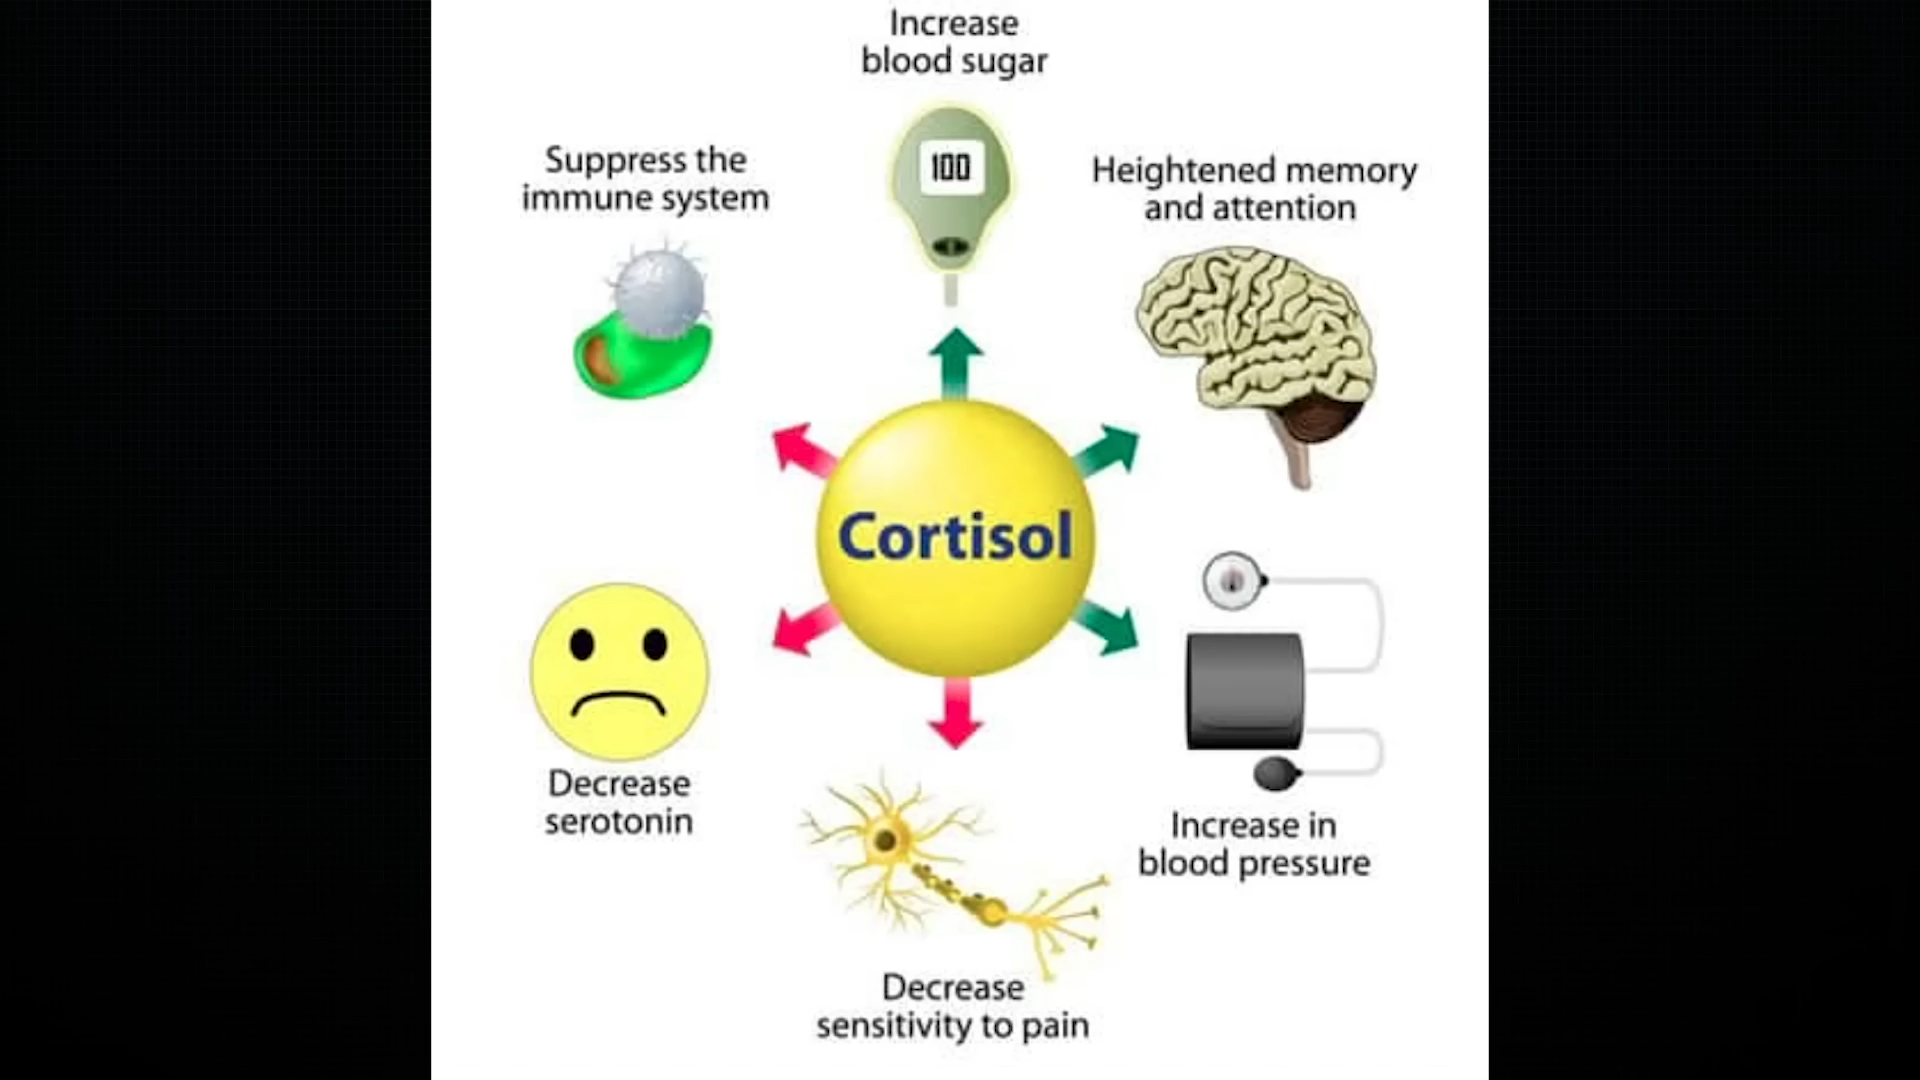 Increase
blood sugar
100
Suppress the
immune system
Heightened memory
and attention
Cortisol
Decrease
serotonin
Increase in
blood pressure
Decrease
sensitivity to pain